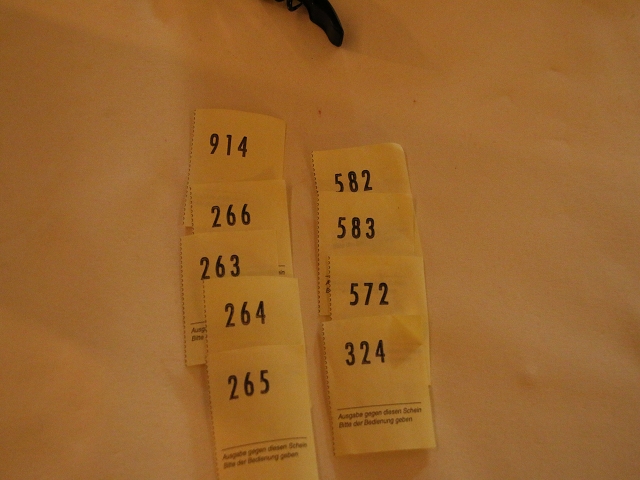 914
266
263
264
265
Ausgabe gegen diesen Schein
Bitte der Bedienung geben
582
583
572
324
Ausgabe gegen diesen Schein
Bitte der Bedienung geben